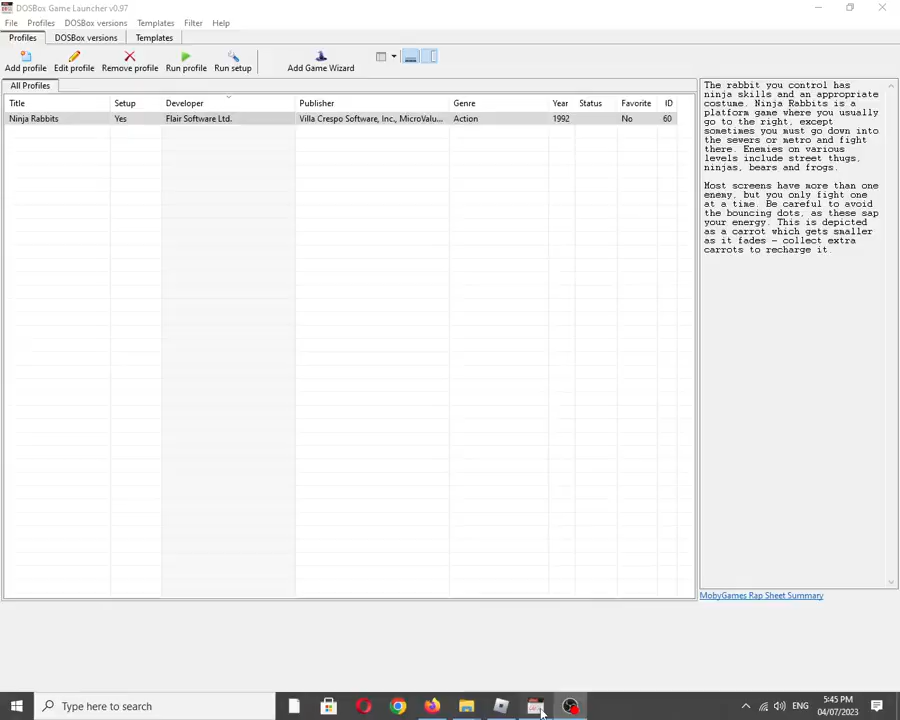 DOSBox Game Launcher v0.97
File Profiles DOSBox versions Templates Filter Help
Profiles DOSBox versions Templates
Add profile Edit profile Remove profile Run profile Run setup Add Game Wizard
All Profiles
Title Setup Developer Publisher Genre Year Status Favorite ID
Ninja Rabbits Yes Flair Software Ltd. Villa Crespo Software, Inc., MicroValu... Action 1992 No 60
The rabbit you control has
ninja skills and an appropriate
costume. Ninja Rabbits is a
platform game where you usually
go to the right, except
sometimes you must go down into
the sewers or metro and fight
there. Enemies on various
levels include street thugs,
ninjas, bears and frogs.
Most screens have more than one
enemy, but you only fight one
at a time. Be careful to avoid
the bouncing dots, as these sap
your energy. This is depicted
as a carrot which gets smaller
as it fades - collect extra
carrots to recharge it.
MobyGames Rap Sheet Summary
Type here to search
ENG
5:45 PM
04/07/2023